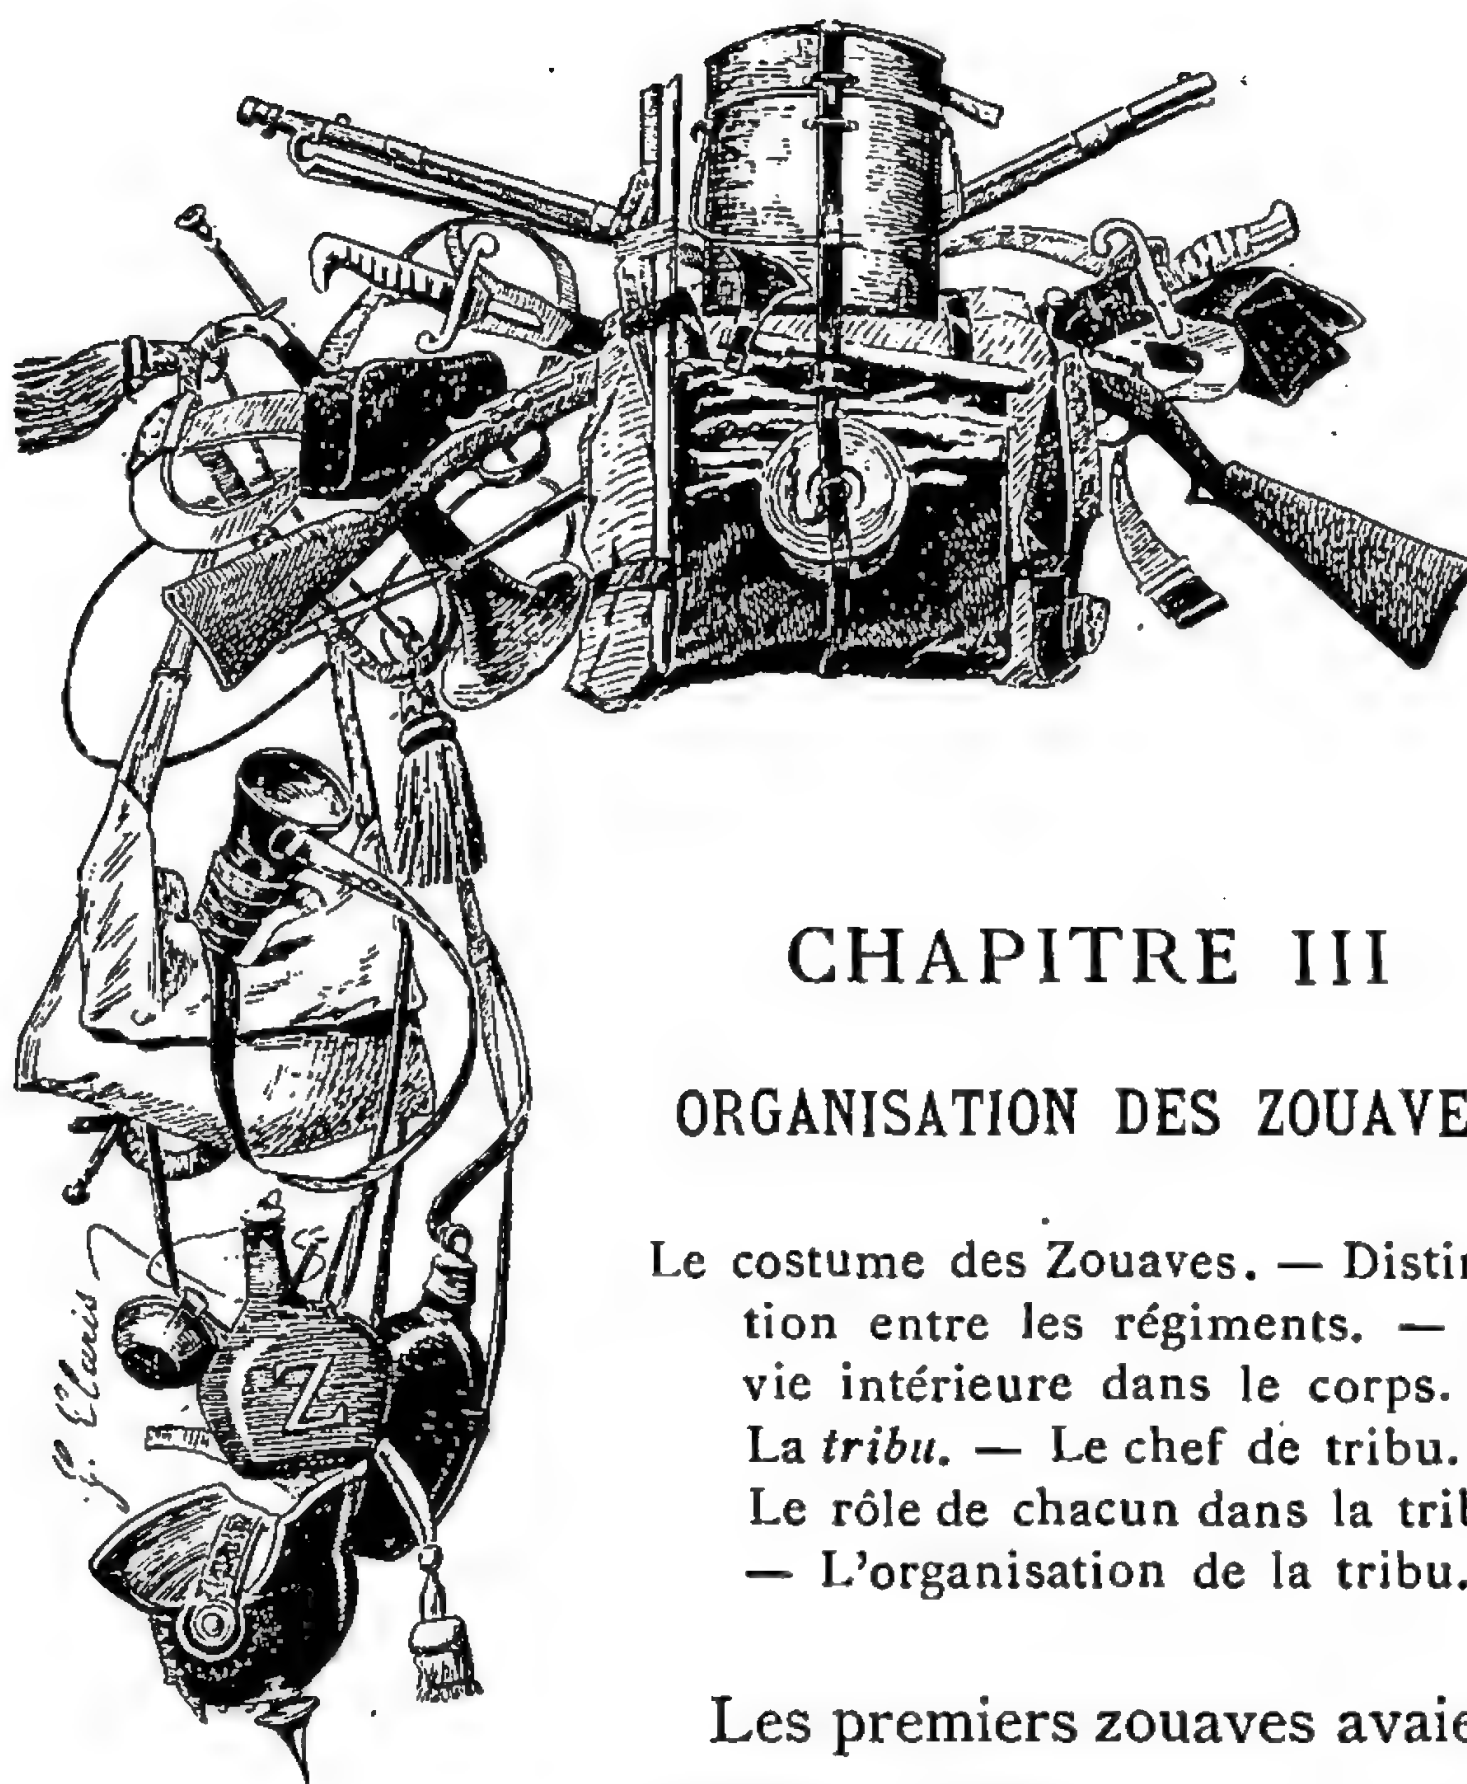 CHAPITRE III
ORGANISATION DES ZOUAVE
Le costume des Zouaves. — Distin
tion entre les régiments. —
vie intérieure dans le corps.
La tribu. — Le chef de tribu.
Le rôle de chacun dans la trib
— L'organisation de la tribu.
Z
Les premiers zouaves avaie